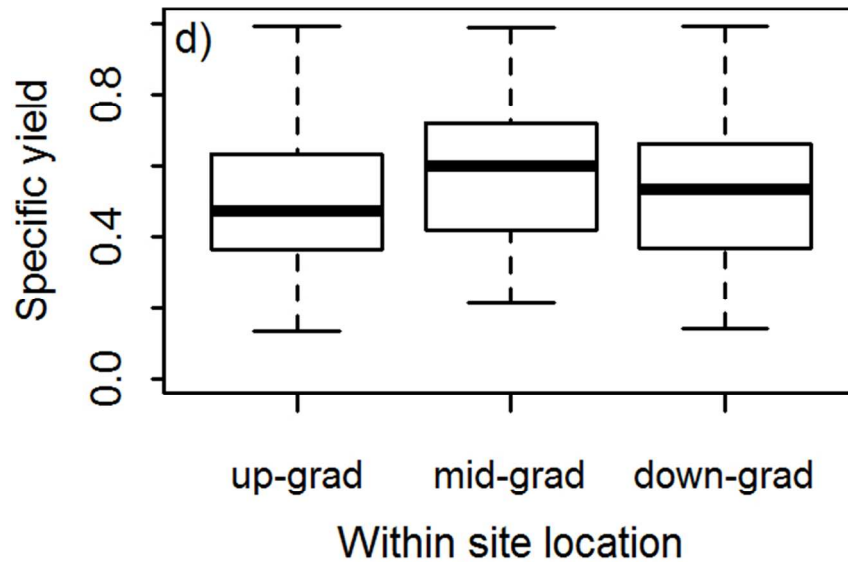 d)
Specific yield
0.8
0.4
0.0
up-grad mid-grad down-grad
Within site location